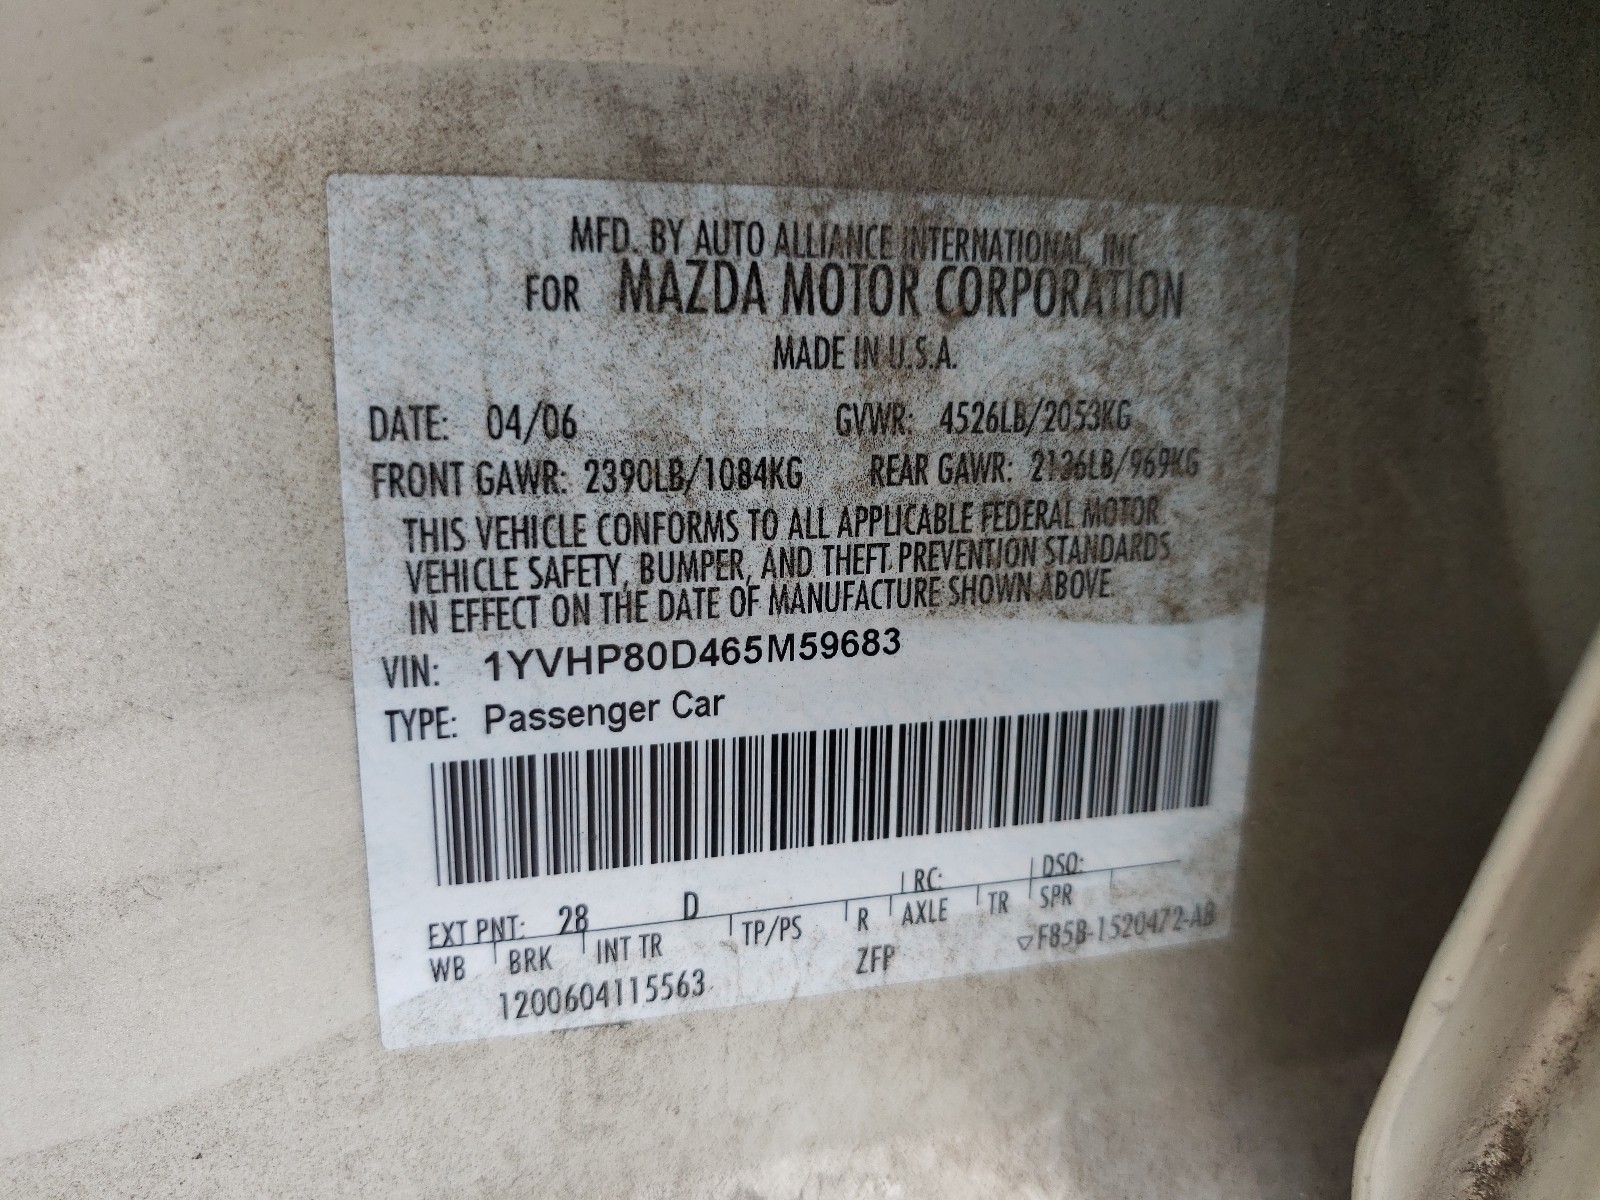 MFD. BY AUTO ALLIANCE INTERNATIONAL, INC.
FOR MAZDA MOTOR CORPORATION
MADE IN U.S.A.
DATE: 04/06 GVWR: 4526LB/2053KG
FRONT GAWR: 2390LB/1084KG REAR GAWR: 2136LB/969KG
THIS VEHICLE CONFORMS TO ALL APPLICABLE FEDERAL MOTOR
VEHICLE SAFETY, BUMPER, AND THEFT PREVENTION STANDARDS
IN EFFECT ON THE DATE OF MANUFACTURE SHOWN ABOVE.
VIN: 1YVHP80D465M59683
TYPE: Passenger Car
EXT PNT: 28 D RC: DSO:
WB BRK INT TR TP/PS R AXLE TR SPR
1200604115563 ZFP ▽F85B-1520472-AB